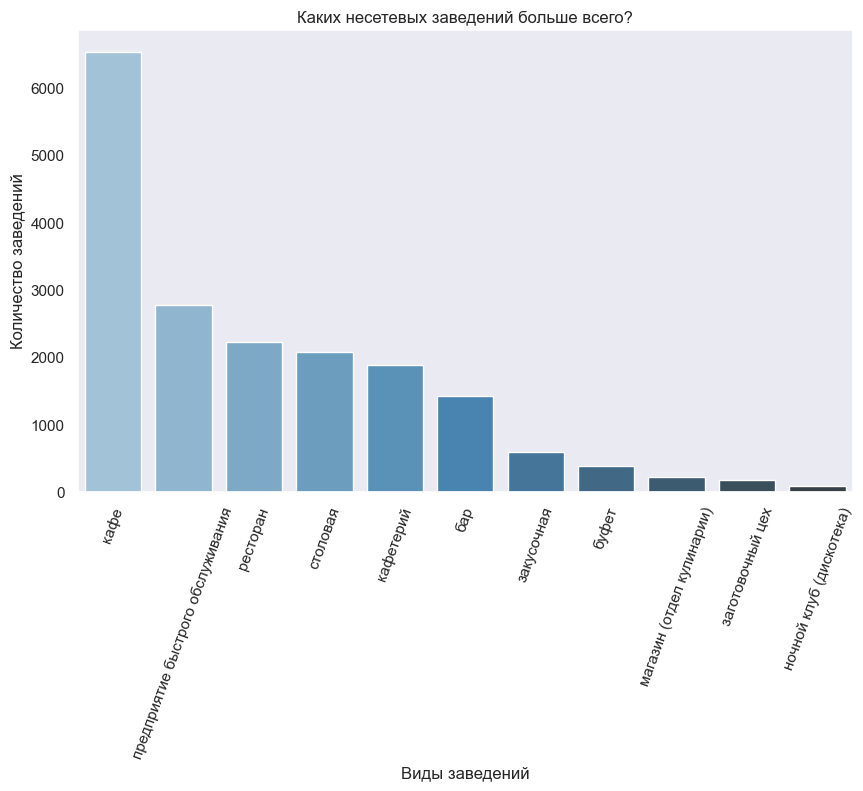 Каких несетевых заведений больше всего?
Количество заведений
6000
5000
4000
3000
2000
1000
0
кафе
предприятие быстрого обслуживания
ресторан
столовая
кафетерий
бар
закусочная
буфет
магазин (отдел кулинарии)
заготовочный цех
ночной клуб (дискотека)
Виды заведений